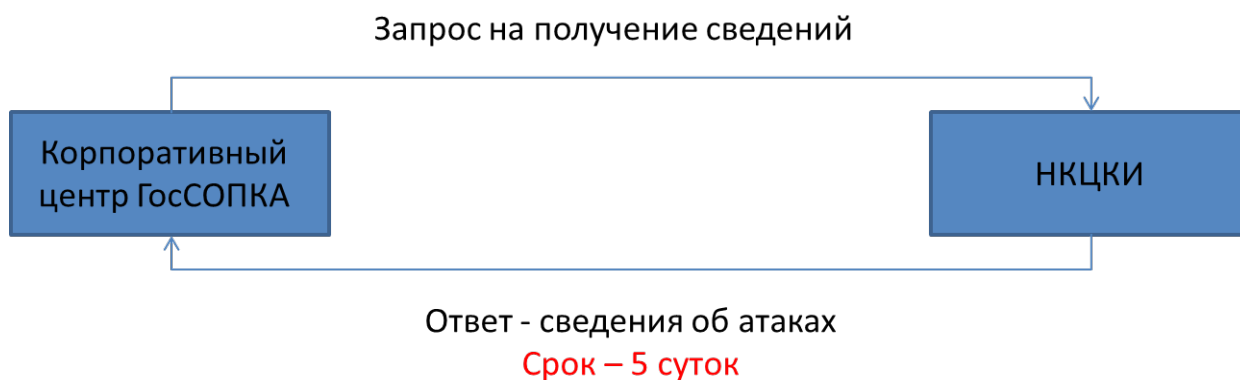 Запрос на получение сведений
Корпоративный
центр ГосСОПКА
НКЦКИ
Ответ - сведения об атаках
Срок – 5 суток